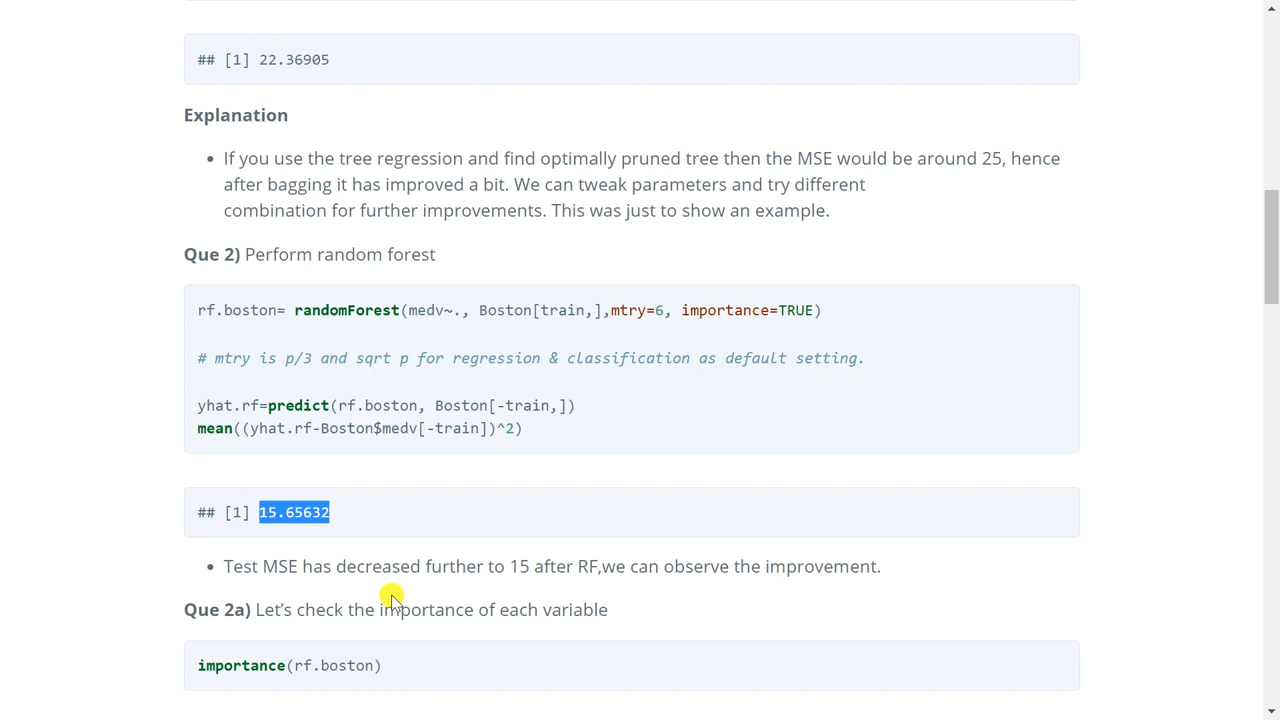 ## [1] 22.36905
Explanation
• If you use the tree regression and find optimally pruned tree then the MSE would be around 25, hence
after bagging it has improved a bit. We can tweak parameters and try different
combination for further improvements. This was just to show an example.
Que 2) Perform random forest
rf.boston= randomForest(medv~., Boston[train,],mtry=6, importance=TRUE)
# mtry is p/3 and sqrt p for regression & classification as default setting.
yhat.rf=predict(rf.boston, Boston[-train,])
mean((yhat.rf-Boston$medv[-train])^2)
## [1] 15.65632
• Test MSE has decreased further to 15 after RF,we can observe the improvement.
Que 2a) Let’s check the importance of each variable
importance(rf.boston)